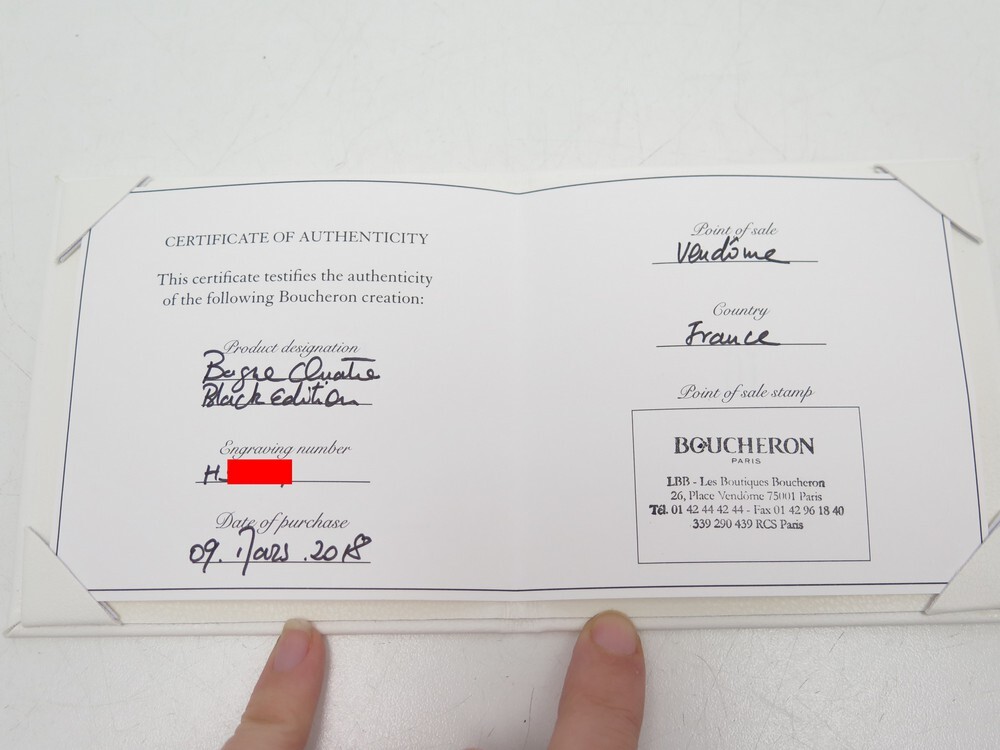 CERTIFICATE OF AUTHENTICITY
This certificate testifies the authenticity
of the following Boucheron creation:
Product designation
Bague Quatre
Black Edition
Engraving number
H
Date of purchase
09. Mars. 2018
Point of sale
Vendôme
Country
France
Point of sale stamp
BOUCHERON
PARIS
LBB - Les Boutiques Boucheron
26, Place Vendôme 75001 Paris
Tél. 01 42 44 42 44 - Fax 01 42 96 18 40
339 290 439 RCS Paris